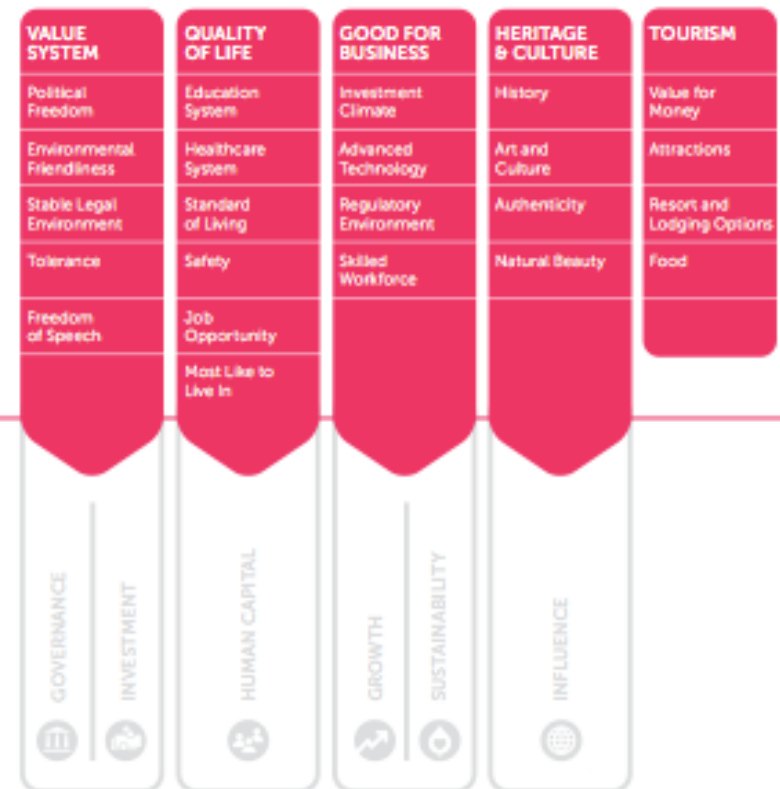 VALUE
SYSTEM
Political
Freedom
Environmental
Friendliness
Stable Legal
Environment
Tolerance
Freedom
of Speech
QUALITY
OF LIFE
Education
System
Healthcare
System
Standard
of Living
Safety
Job
Opportunity
Most Like to
Live In
GOOD FOR
BUSINESS
Investment
Climate
Advanced
Technology
Regulatory
Environment
Skilled
Workforce
HERITAGE
& CULTURE
History
Art and
Culture
Authenticity
Natural Beauty
TOURISM
Value for
Money
Attractions
Resort and
Lodging Options
Food
GOVERNANCE
INVESTMENT
HUMAN CAPITAL
GROWTH
SUSTAINABILITY
INFLUENCE